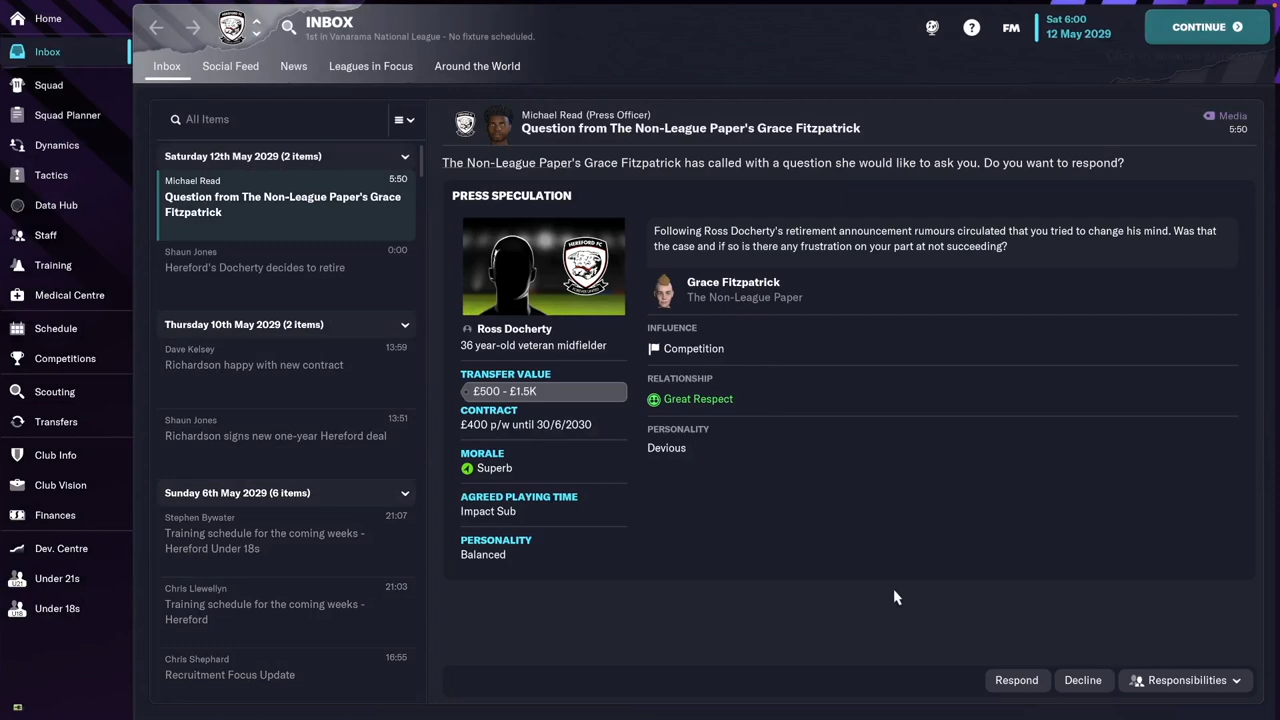 Home
Inbox
Squad
Squad Planner
Dynamics
Tactics
Data Hub
Staff
Training
Medical Centre
Schedule
Competitions
Scouting
Transfers
Club Info
Club Vision
Finances
Dev. Centre
U21
Under 21s
U18
Under 18s
INBOX
1st in Vanarama National League - No fixture scheduled.
FM
Sat 6:00
12 May 2029
CONTINUE
Inbox
Social Feed
News
Leagues in Focus
Around the World
All Items
Saturday 12th May 2029 (2 items)
Michael Read
5:50
Question from The Non-League Paper's Grace
Fitzpatrick
Shaun Jones
0:00
Hereford's Docherty decides to retire
Thursday 10th May 2029 (2 items)
Dave Kelsey
13:59
Richardson happy with new contract
Shaun Jones
13:51
Richardson signs new one-year Hereford deal
Sunday 6th May 2029 (6 items)
Stephen Bywater
21:07
Training schedule for the coming weeks -
Hereford Under 18s
Chris Llewellyn
21:03
Training schedule for the coming weeks -
Hereford
Chris Shephard
16:55
Recruitment Focus Update
Michael Read (Press Officer)
Question from The Non-League Paper's Grace Fitzpatrick
Media
5:50
The Non-League Paper's Grace Fitzpatrick has called with a question she would like to ask you. Do you want to respond?
PRESS SPECULATION
HEREFORD FC
Ross Docherty
36 year-old veteran midfielder
TRANSFER VALUE
£500 - £1.5K
CONTRACT
£400 p/w until 30/6/2030
MORALE
Superb
AGREED PLAYING TIME
Impact Sub
PERSONALITY
Balanced
Following Ross Docherty's retirement announcement rumours circulated that you tried to change his mind. Was that
the case and if so is there any frustration on your part at not succeeding?
Grace Fitzpatrick
The Non-League Paper
INFLUENCE
Competition
RELATIONSHIP
Great Respect
PERSONALITY
Devious
Respond
Decline
Responsibilities